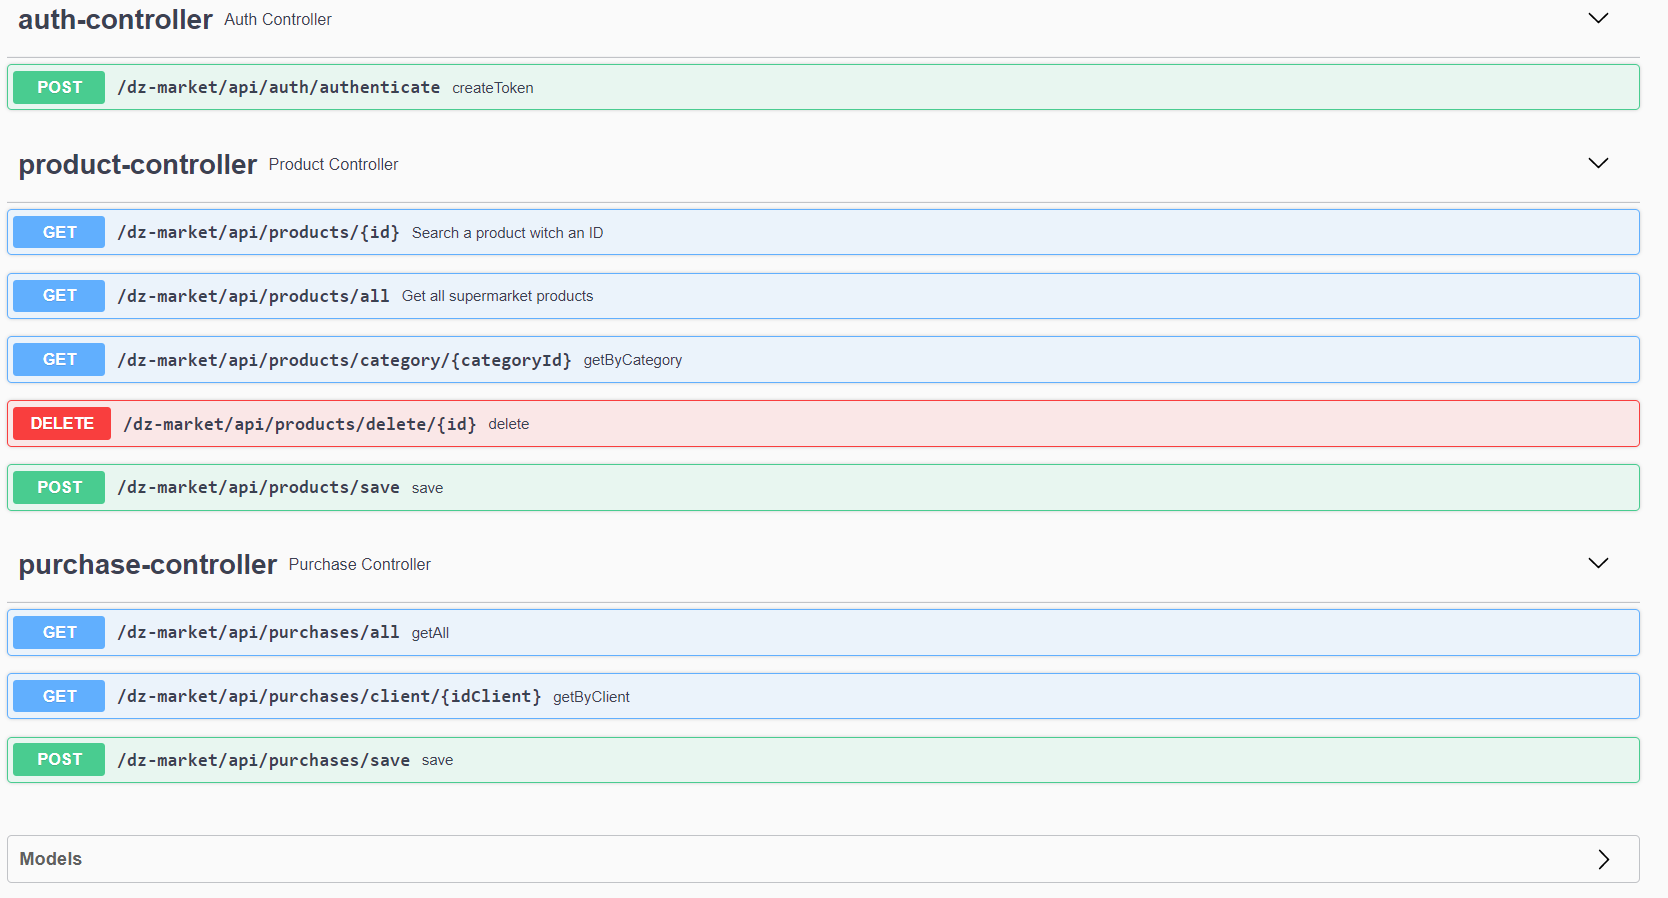 auth-controller Auth Controller
POST /dz-market/api/auth/authenticate createToken
product-controller Product Controller
GET /dz-market/api/products/{id} Search a product witch an ID
GET /dz-market/api/products/all Get all supermarket products
GET /dz-market/api/products/category/{categoryId} getByCategory
DELETE /dz-market/api/products/delete/{id} delete
POST /dz-market/api/products/save save
purchase-controller Purchase Controller
GET /dz-market/api/purchases/all getAll
GET /dz-market/api/purchases/client/{idClient} getByClient
POST /dz-market/api/purchases/save save
Models